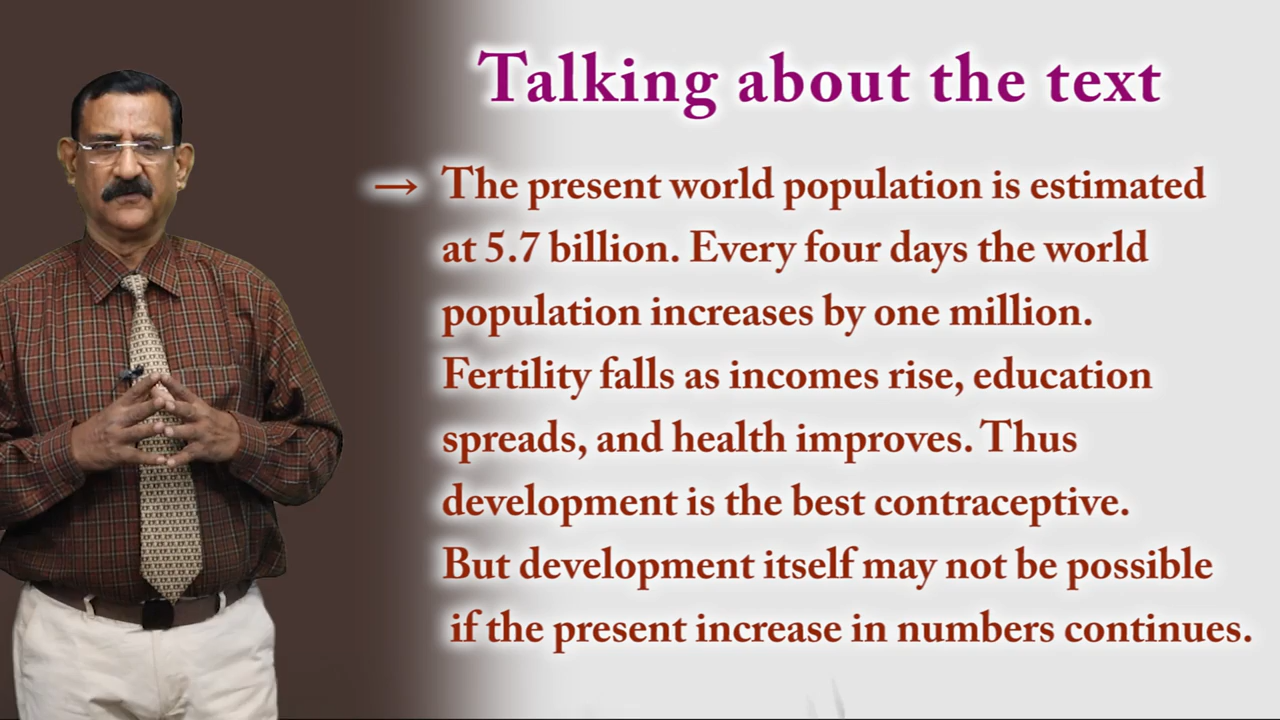 Talking about the text
→ The present world population is estimated
at 5.7 billion. Every four days the world
population increases by one million.
Fertility falls as incomes rise, education
spreads, and health improves. Thus
development is the best contraceptive.
But development itself may not be possible
if the present increase in numbers continues.